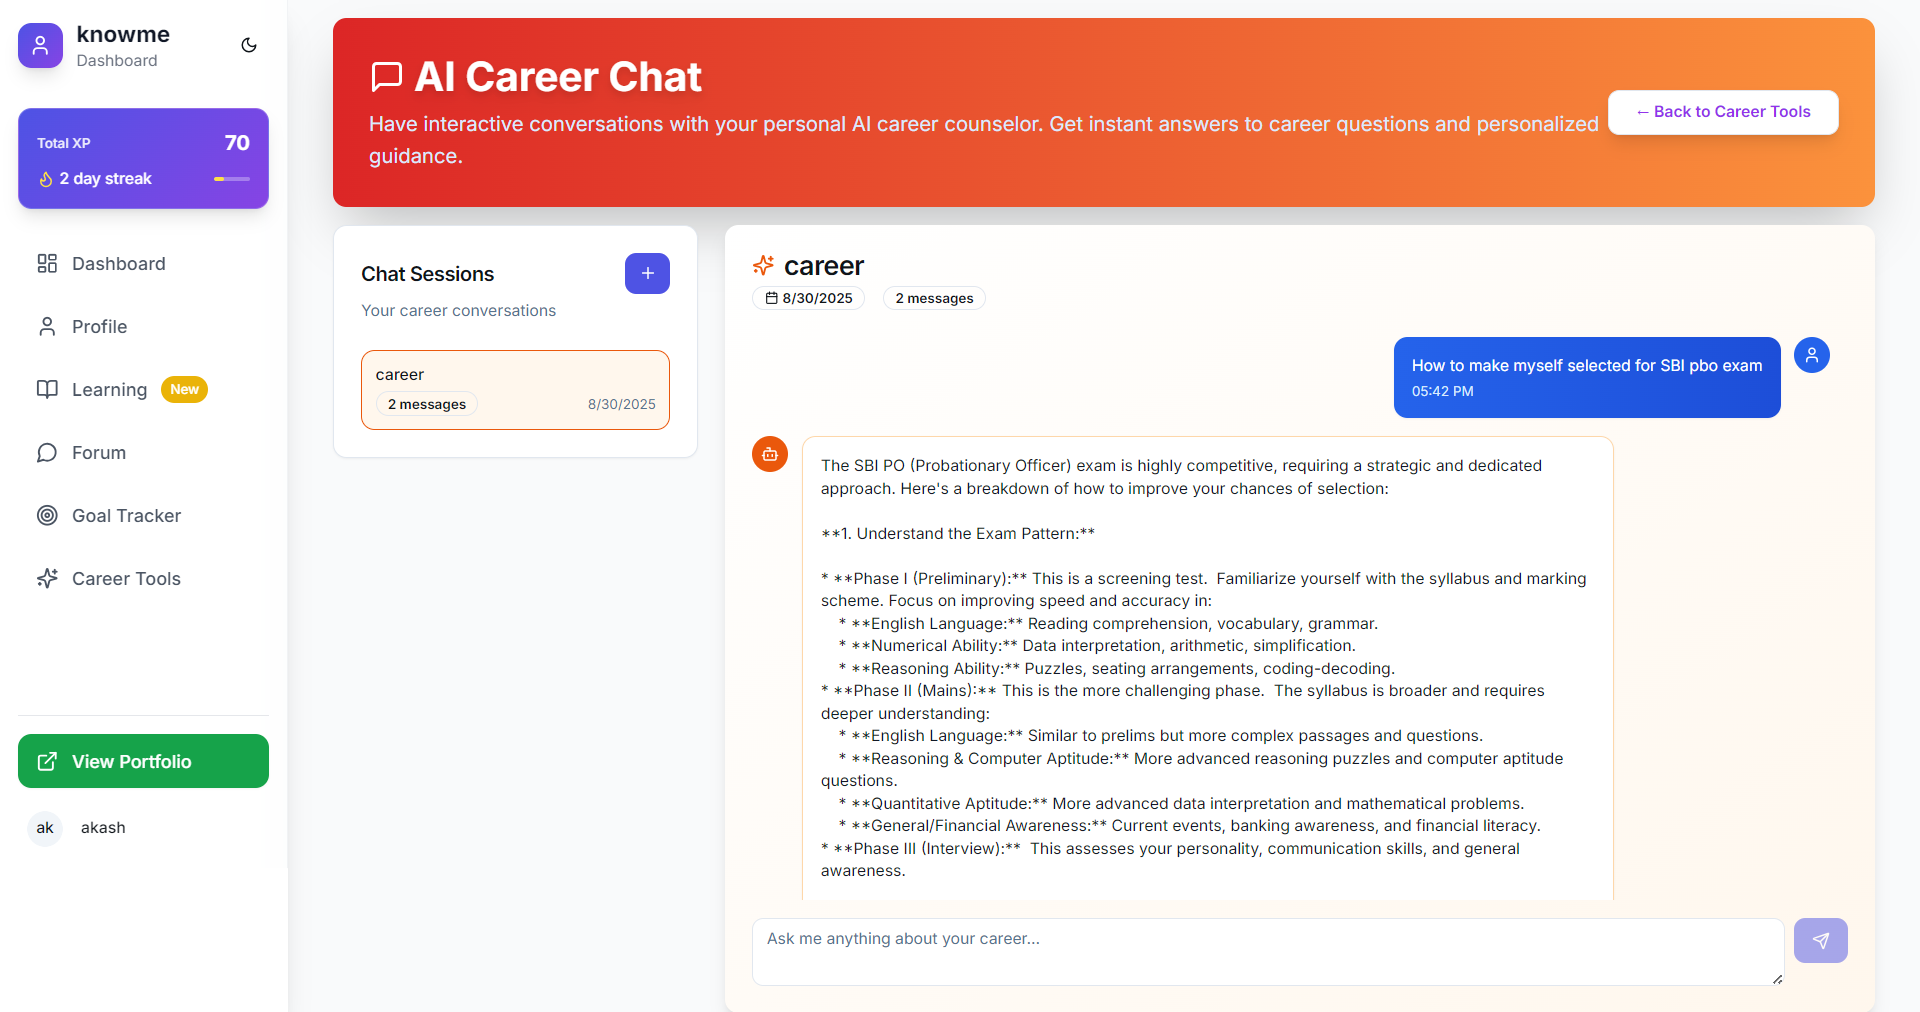 knowme
Dashboard
Total XP
70
2 day streak
Dashboard
Profile
Learning New
Forum
Goal Tracker
Career Tools
View Portfolio
ak akash
AI Career Chat
Have interactive conversations with your personal AI career counselor. Get instant answers to career questions and personalized
guidance.
← Back to Career Tools
Chat Sessions
+
Your career conversations
career
2 messages 8/30/2025
career
8/30/2025 2 messages
How to make myself selected for SBI pbo exam
05:42 PM
The SBI PO (Probationary Officer) exam is highly competitive, requiring a strategic and dedicated
approach. Here's a breakdown of how to improve your chances of selection:
**1. Understand the Exam Pattern:**
* **Phase I (Preliminary):** This is a screening test.  Familiarize yourself with the syllabus and marking
scheme. Focus on improving speed and accuracy in:
    * **English Language:** Reading comprehension, vocabulary, grammar.
    * **Numerical Ability:** Data interpretation, arithmetic, simplification.
    * **Reasoning Ability:** Puzzles, seating arrangements, coding-decoding.
* **Phase II (Mains):** This is the more challenging phase.  The syllabus is broader and requires
deeper understanding:
    * **English Language:** Similar to prelims but more complex passages and questions.
    * **Reasoning & Computer Aptitude:** More advanced reasoning puzzles and computer aptitude
questions.
    * **Quantitative Aptitude:** More advanced data interpretation and mathematical problems.
    * **General/Financial Awareness:** Current events, banking awareness, and financial literacy.
* **Phase III (Interview):**  This assesses your personality, communication skills, and general
awareness.
Ask me anything about your career...